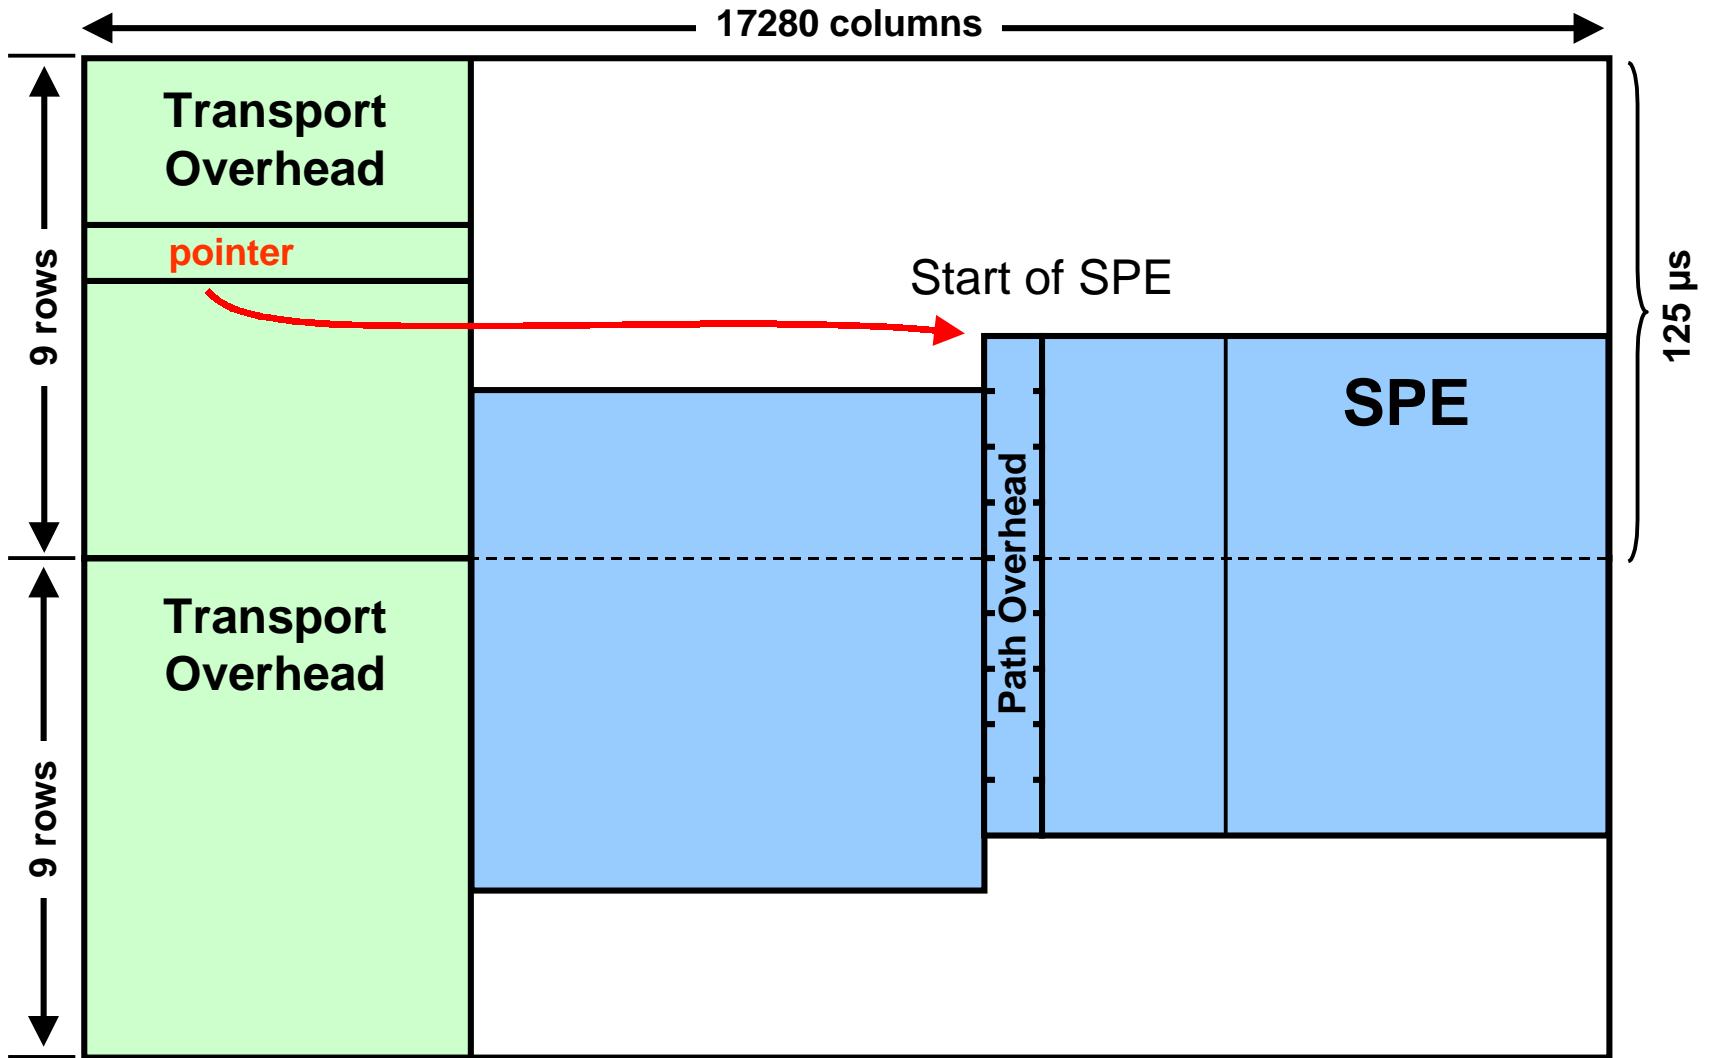 17280 columns
Transport
Overhead
pointer
9 rows
Start of SPE
125 µs
SPE
Path Overhead
Transport
Overhead
9 rows